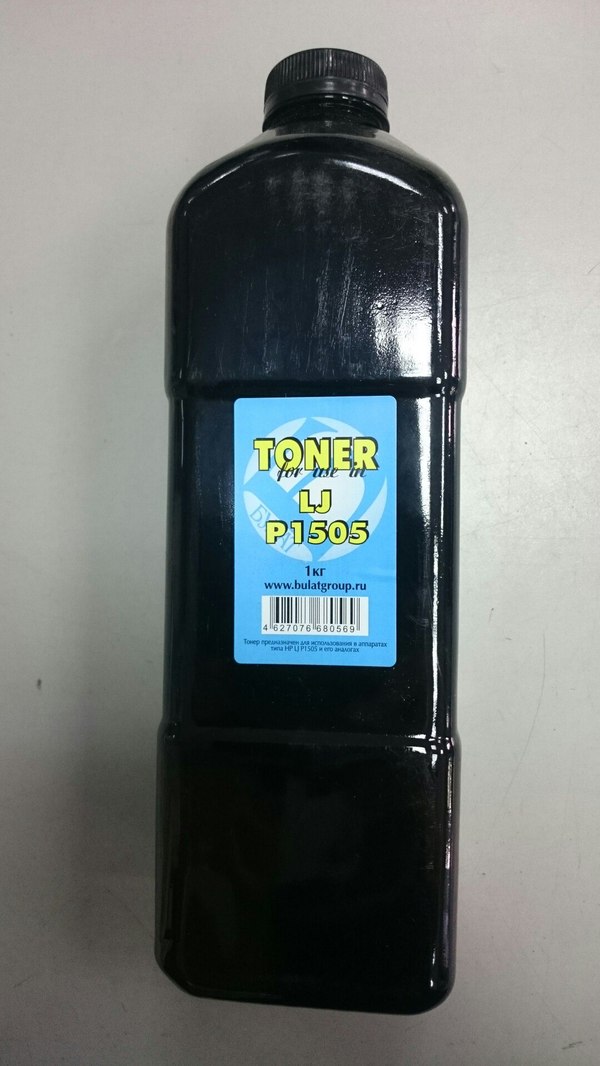 TONER
for use in
LJ
P1505
БУЛАТ
1кг
www.bulatgroup.ru
4 627076 680569
Тонер предназначен для использования в аппаратах
типа HP LJ P1505 и его аналогах